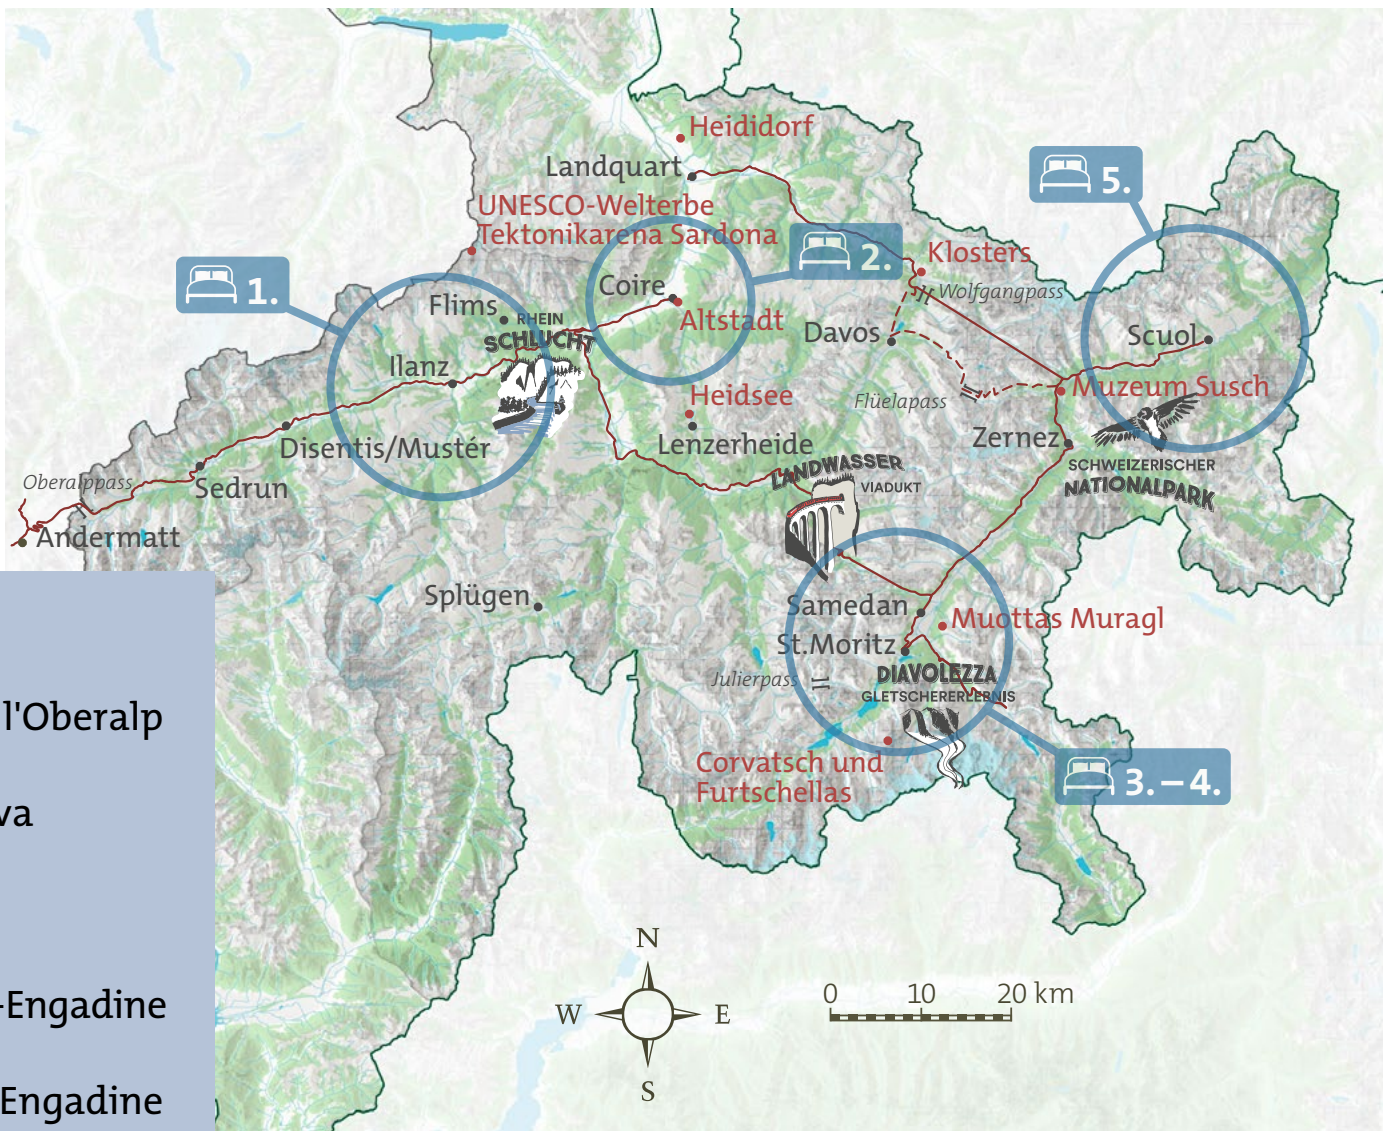 Heididorf
Landquart
5.
UNESCO-Welterbe
Tektonikarena Sardona
2.
Klosters
1.
Coire
Wolfgangpass
Flims
RHEIN
SCHLUCHT
Altstadt
Davos
Scuol
Ilanz
Heidsee
Flüelapass
Muzeum Susch
Lenzerheide
Disentis/Mustér
Zernez
SCHWEIZERISCHER
NATIONALPARK
LANDWASSER
VIADUKT
Oberalppass
Sedrun
Andermatt
Splügen
Samedan
Muottas Muragl
St.Moritz
Julierpass
DIAVOLEZZA
GLETSCHERERLEBNIS
l'Oberalp
Corvatsch und
Furtschellas
3.–4.
va
N
W
E
S
0 10 20 km
-Engadine
Engadine